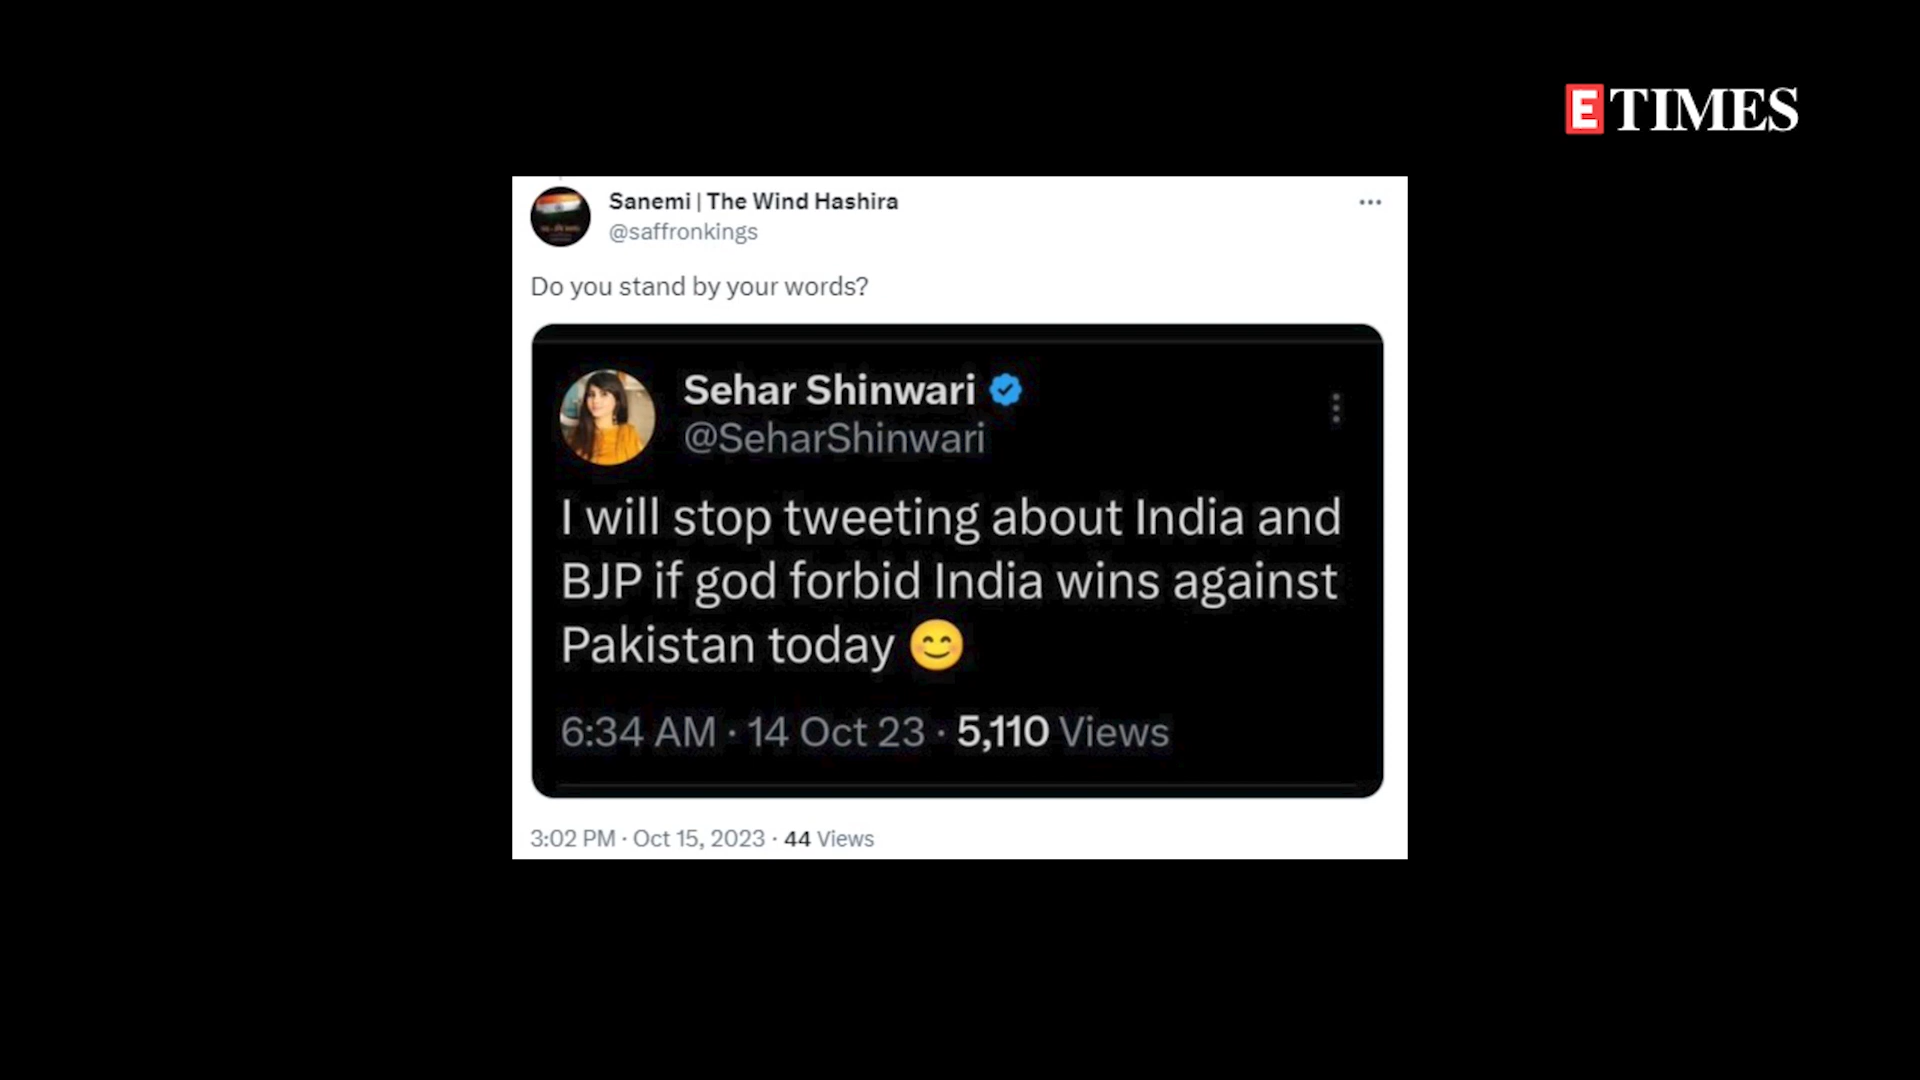 E TIMES
Sanemi | The Wind Hashira
@saffronkings
Do you stand by your words?
Sehar Shinwari
@SeharShinwari
I will stop tweeting about India and
BJP if god forbid India wins against
Pakistan today 😊
6:34 AM · 14 Oct 23 · 5,110 Views
3:02 PM · Oct 15, 2023 · 44 Views